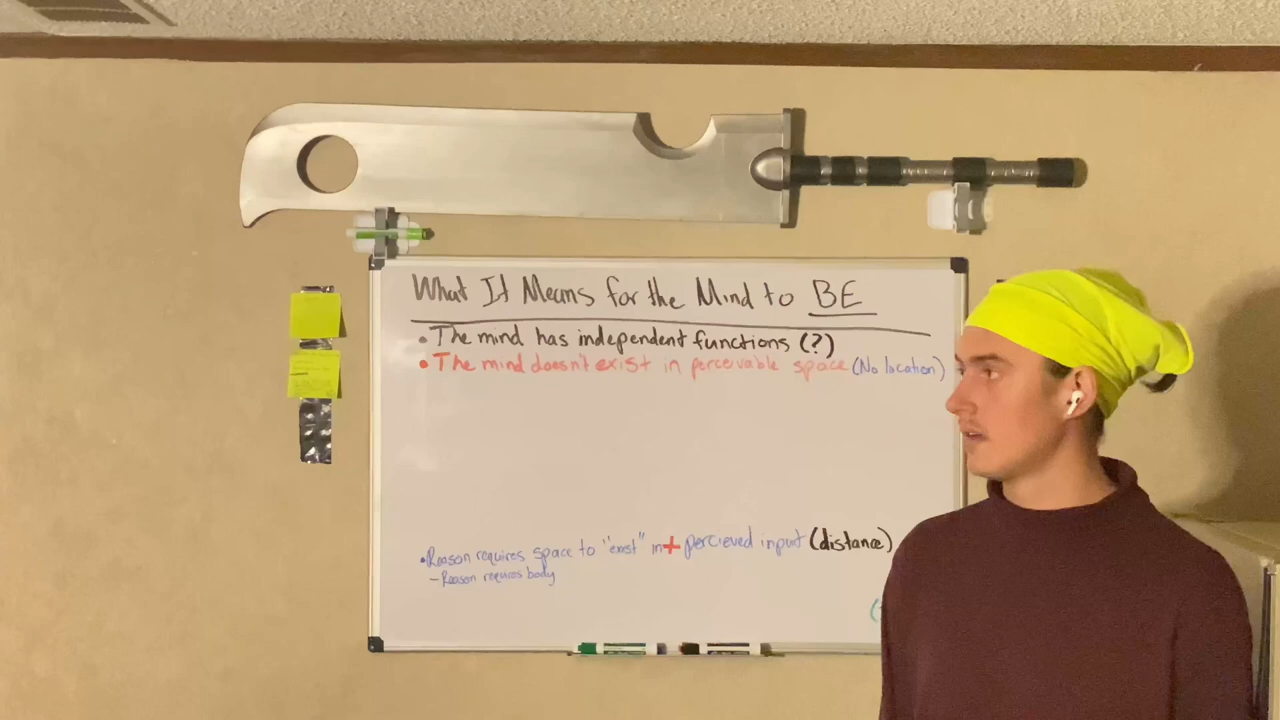 What It Means for the Mind to BE
• The mind has independent functions (?)
• The mind doesn't exist in perceivable space (No location)
• Reason requires space to "exist" in + percieved input (distance)
– Reason requires body